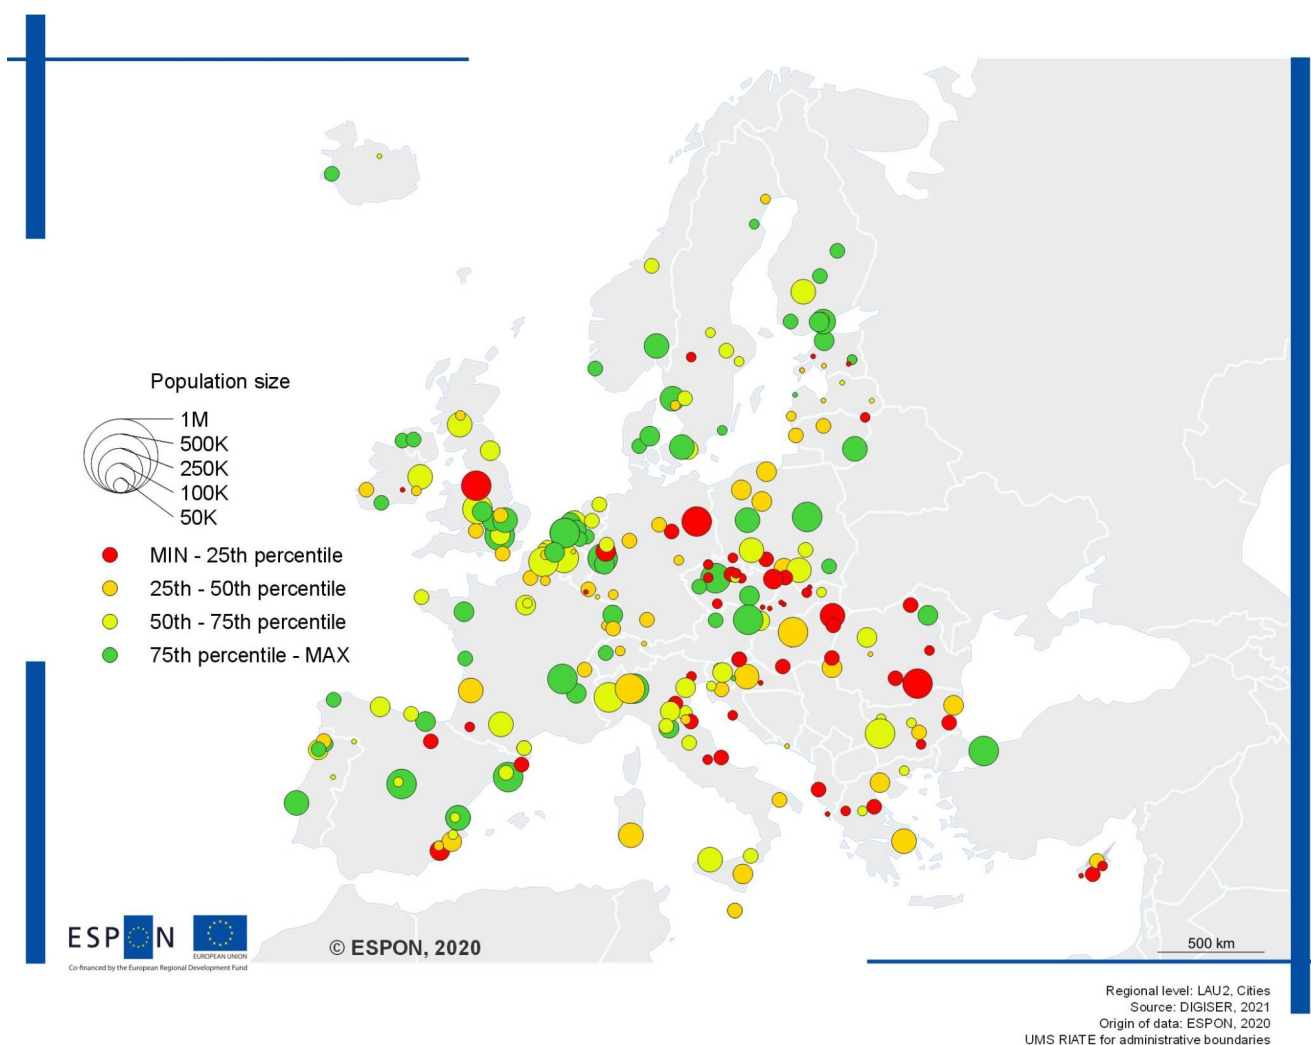 Population size
1M
500K
250K
100K
50K
MIN - 25th percentile
25th - 50th percentile
50th - 75th percentile
75th percentile - MAX
ESPON
EUROPEAN UNION
Co-financed by the European Regional Development Fund
© ESPON, 2020
500 km
Regional level: LAU2, Cities
Source: DIGISER, 2021
Origin of data: ESPON, 2020
UMS RIATE for administrative boundaries